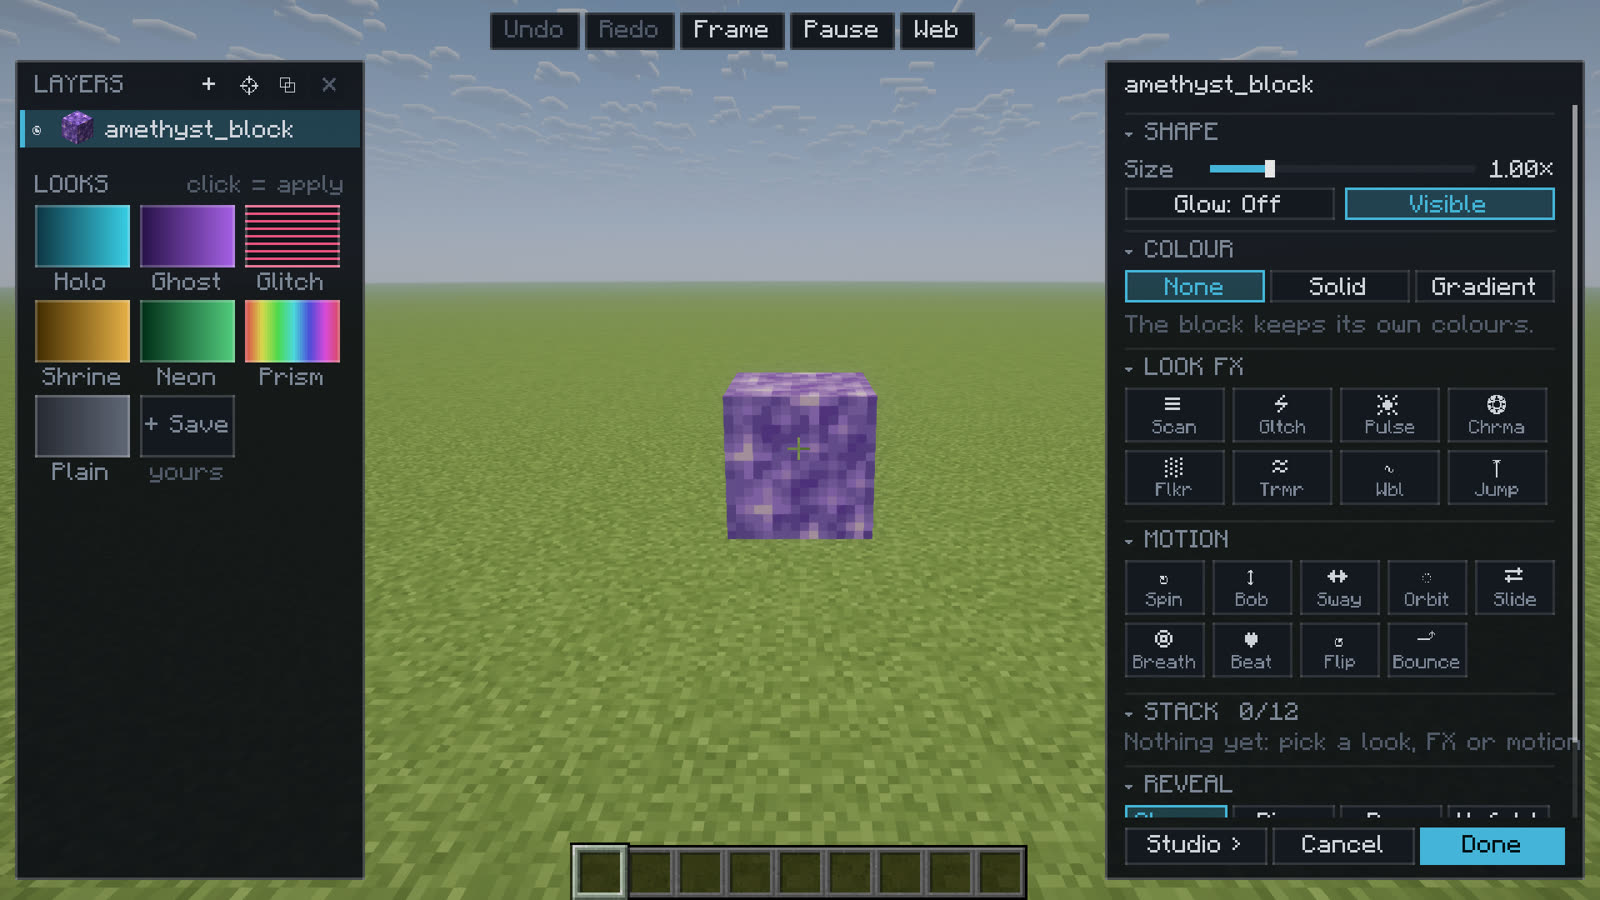 Undo Redo Frame Pause Web
LAYERS
amethyst_block
LOOKS click = apply
Holo Ghost Glitch
Shrine Neon Prism
+ Save
Plain yours
amethyst_block
SHAPE
Size 1.00×
Glow: Off Visible
COLOUR
None Solid Gradient
The block keeps its own colours.
LOOK FX
Scan Gltch Pulse Chrma
Flkr Trmr Wbl Jump
MOTION
Spin Bob Sway Orbit Slide
Breath Beat Flip Bounce
STACK 0/12
Nothing yet: pick a look, FX or motion
REVEAL
Studio > Cancel Done